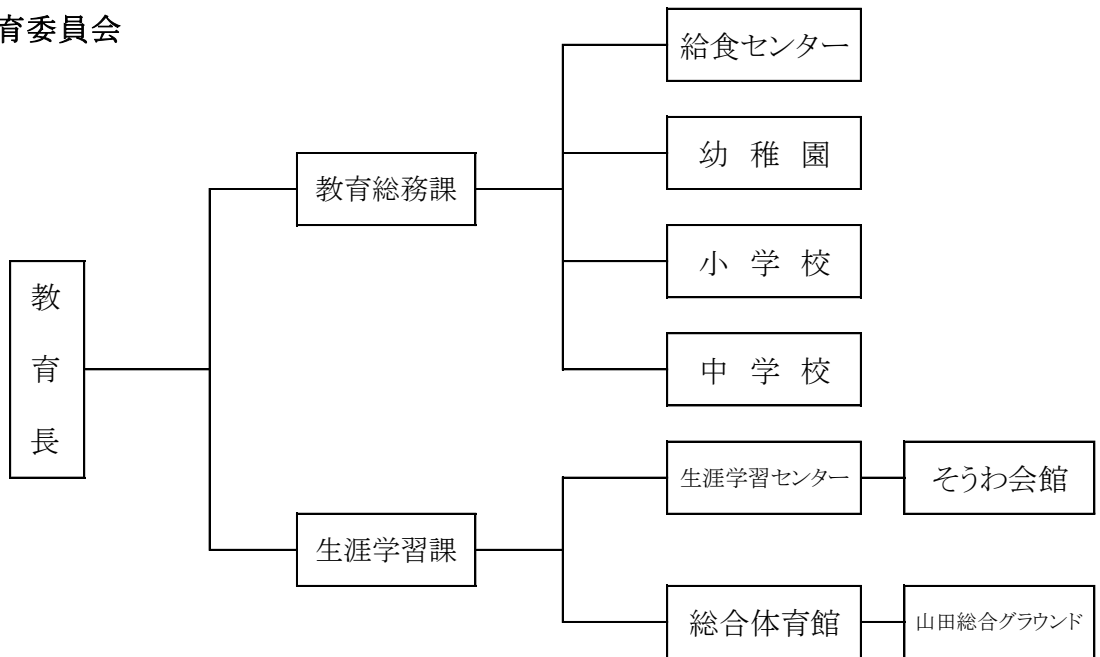 育委員会
給食センター
幼 稚 園
教育総務課
小 学 校
教
育
長
中 学 校
生涯学習センター
そうわ会館
生涯学習課
総合体育館
山田総合グラウンド